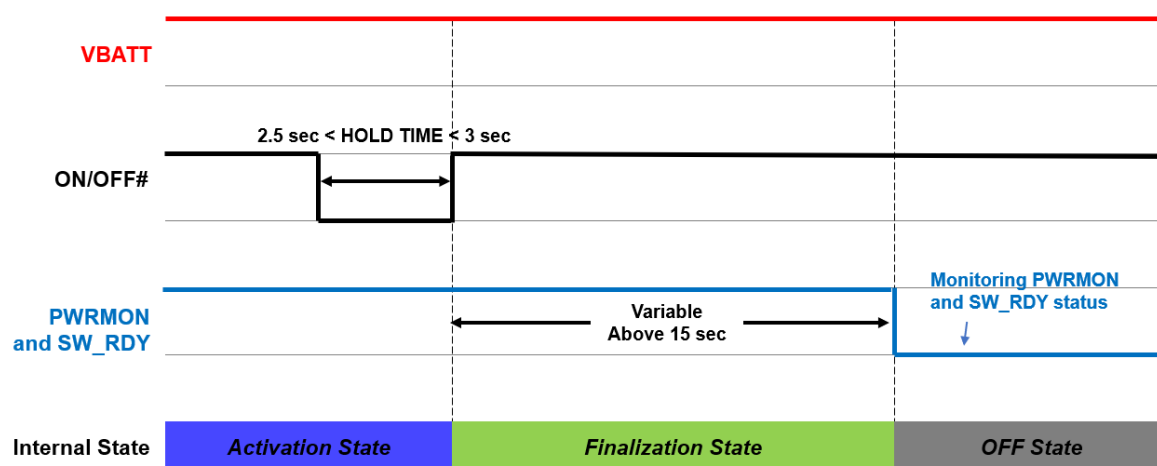 VBATT
2.5 sec < HOLD TIME < 3 sec
ON/OFF#
PWRMON
and SW_RDY
Variable
Above 15 sec
Monitoring PWRMON
and SW_RDY status
Internal State
Activation State
Finalization State
OFF State